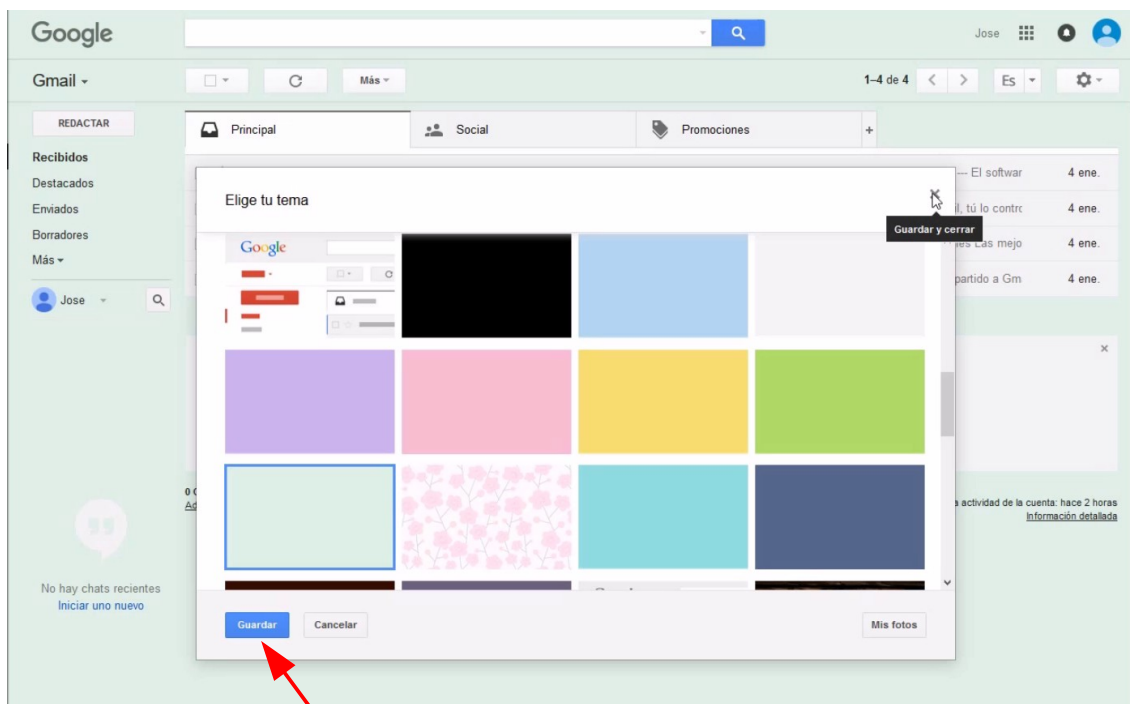 Google
Jose
Gmail
Más
1–4 de 4
Es
REDACTAR
Principal
Social
Promociones
+
Recibidos
Destacados
Enviados
Borradores
Más
Jose
Elige tu tema
Guardar y cerrar
--- El softwar
4 ene.
tú lo contrc
4 ene.
Las mejo
4 ene.
partido a Gm
4 ene.
Google
actividad de la cuenta: hace 2 horas
Información detallada
No hay chats recientes
Iniciar uno nuevo
Guardar
Cancelar
Mis fotos